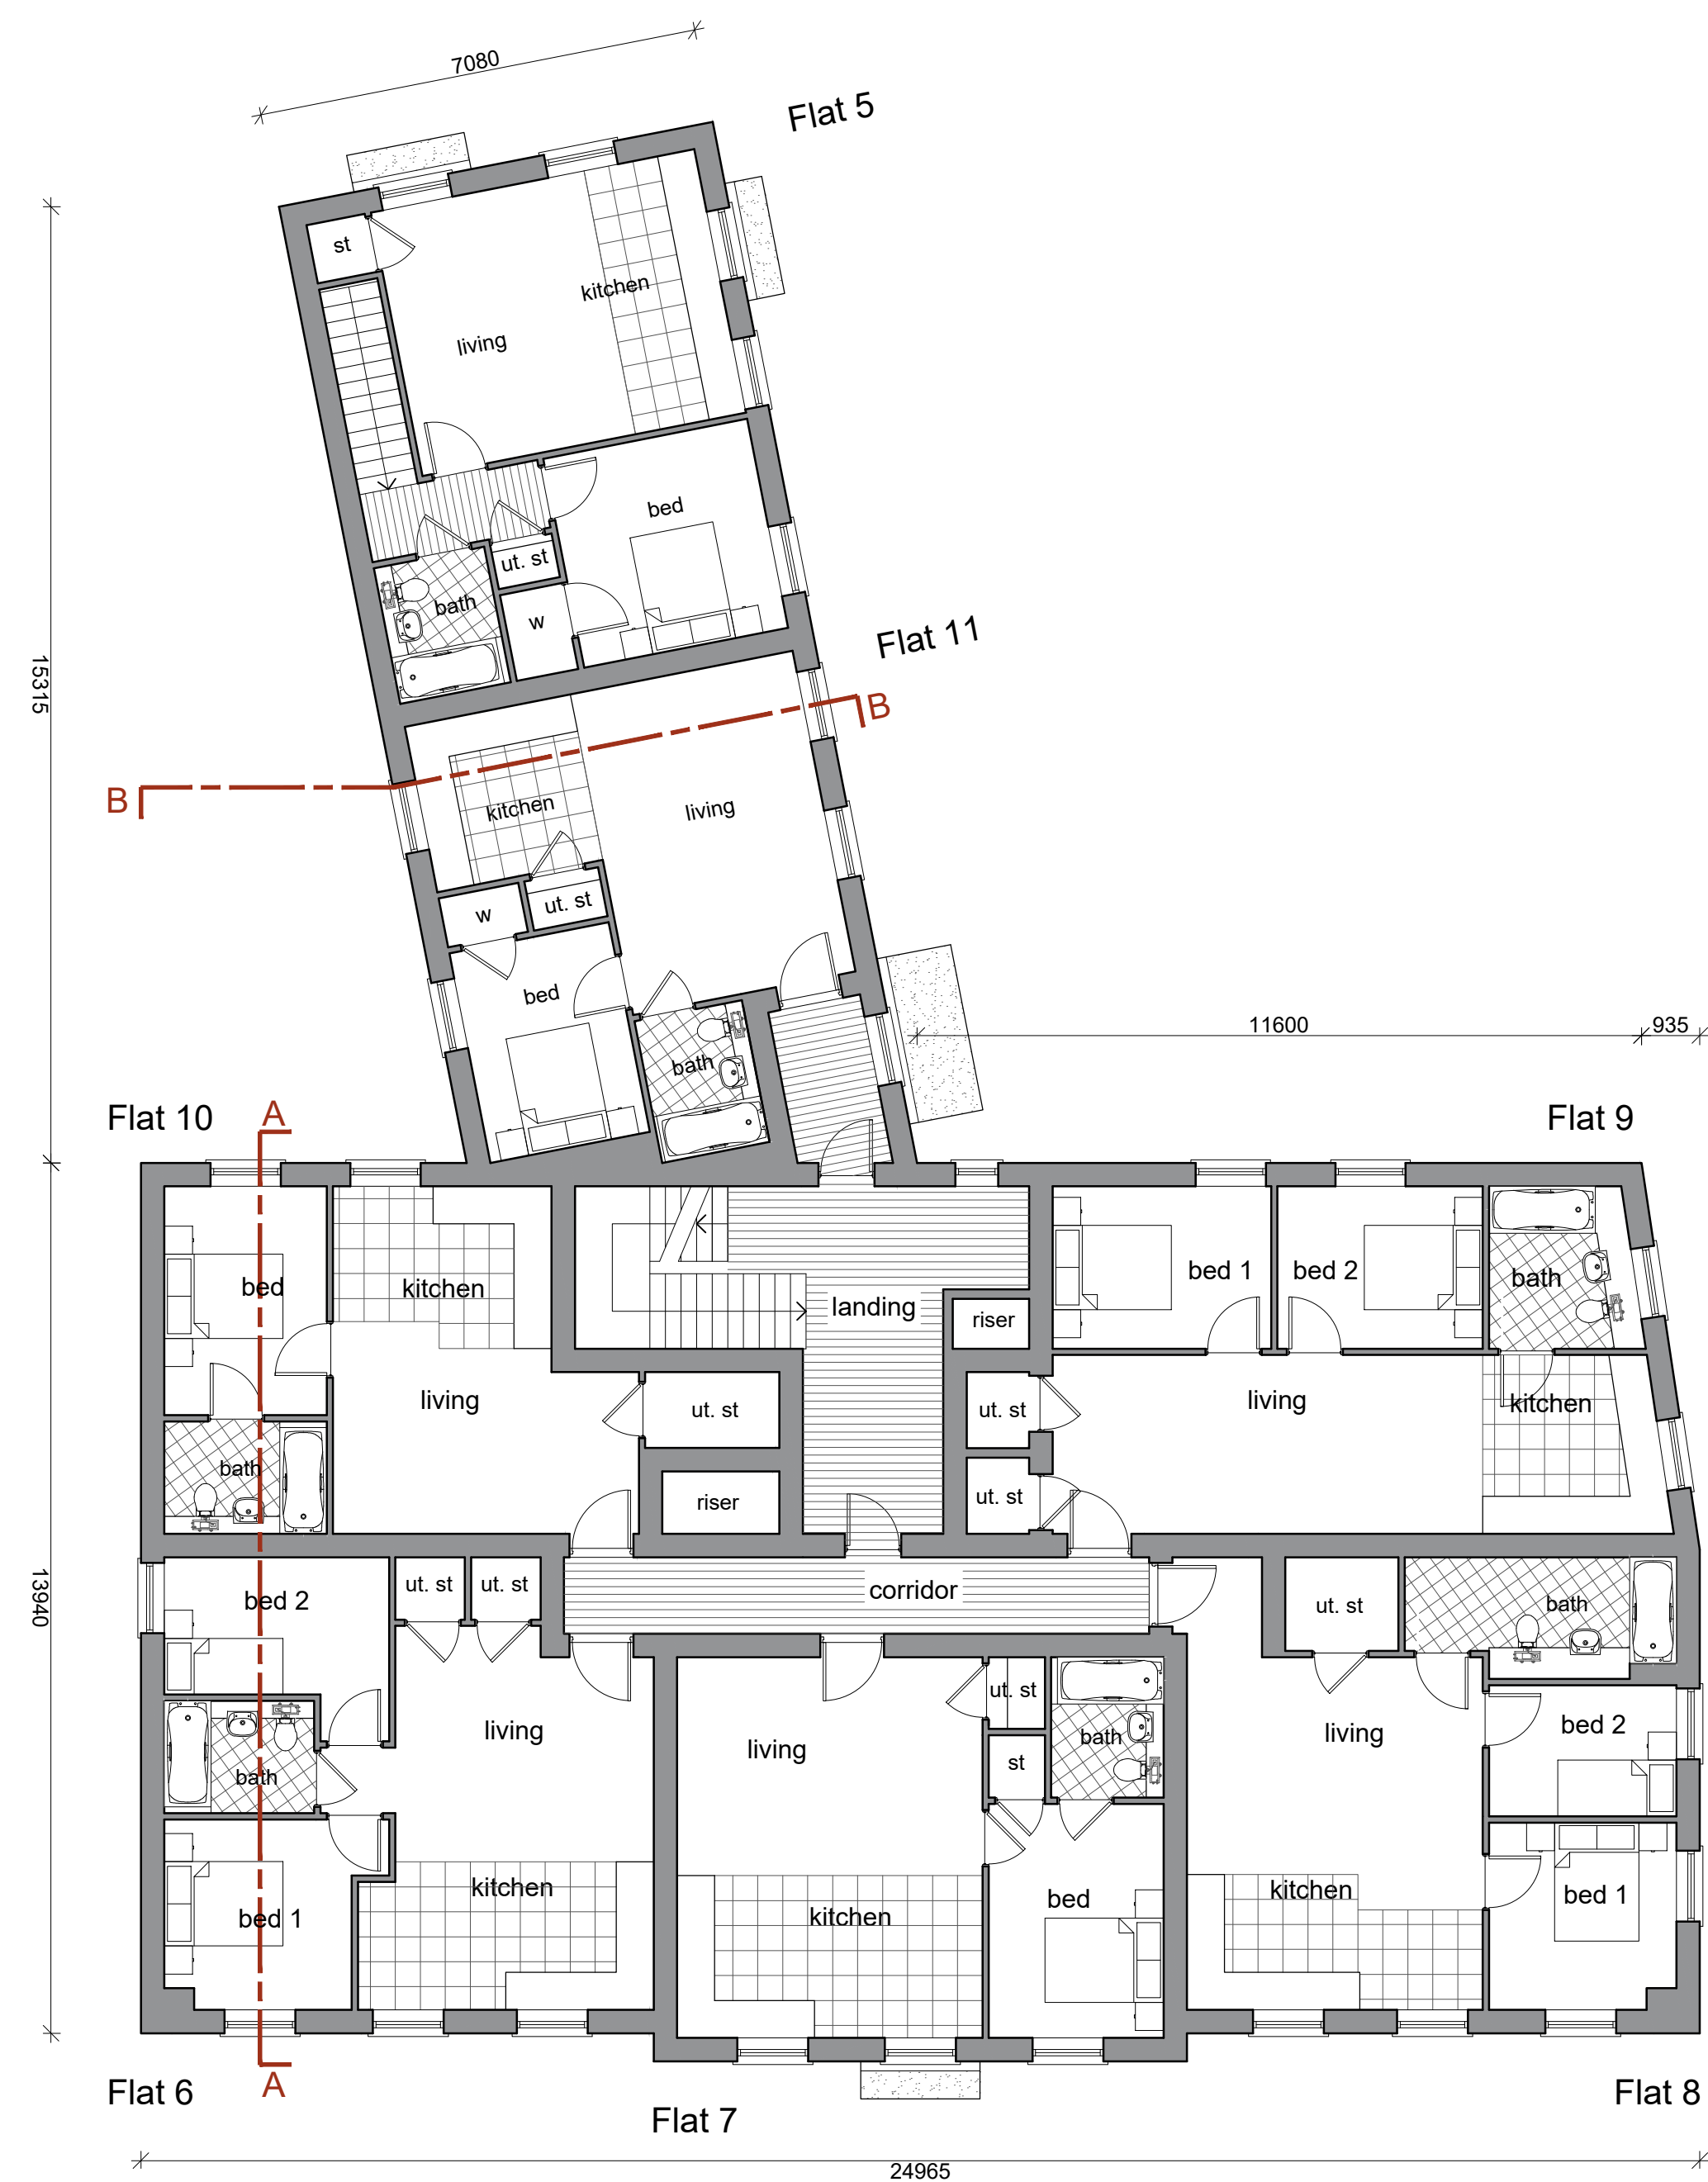 7080
Flat 5
st
kitchen
living
bed
ut. st
bath
w
Flat 11
15315
B
B
kitchen
living
w
ut. st
bed
bath
11600
935
Flat 10
A
Flat 9
bed
kitchen
landing
riser
bed 1
bed 2
bath
living
ut. st
ut. st
living
kitchen
bath
riser
ut. st
corridor
13940
bed 2
ut. st
ut. st
ut. st
bath
living
living
ut. st
bath
living
bed 2
bath
st
kitchen
bed 1
kitchen
bed
kitchen
bed 1
Flat 6
A
Flat 7
Flat 8
24965